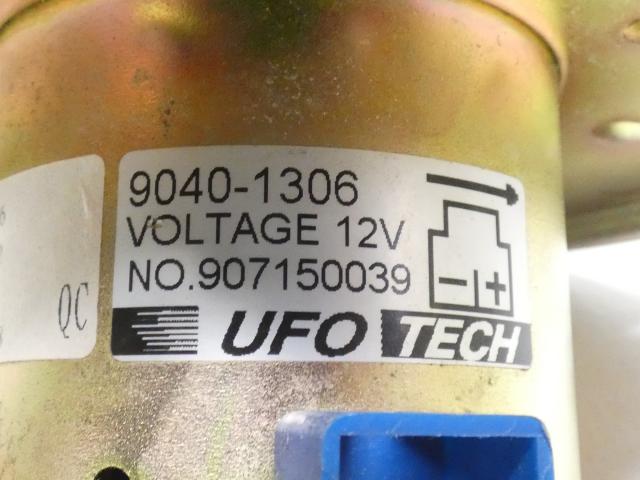 9040-1306
VOLTAGE 12V
NO.907150039
− +
UFO TECH
QC